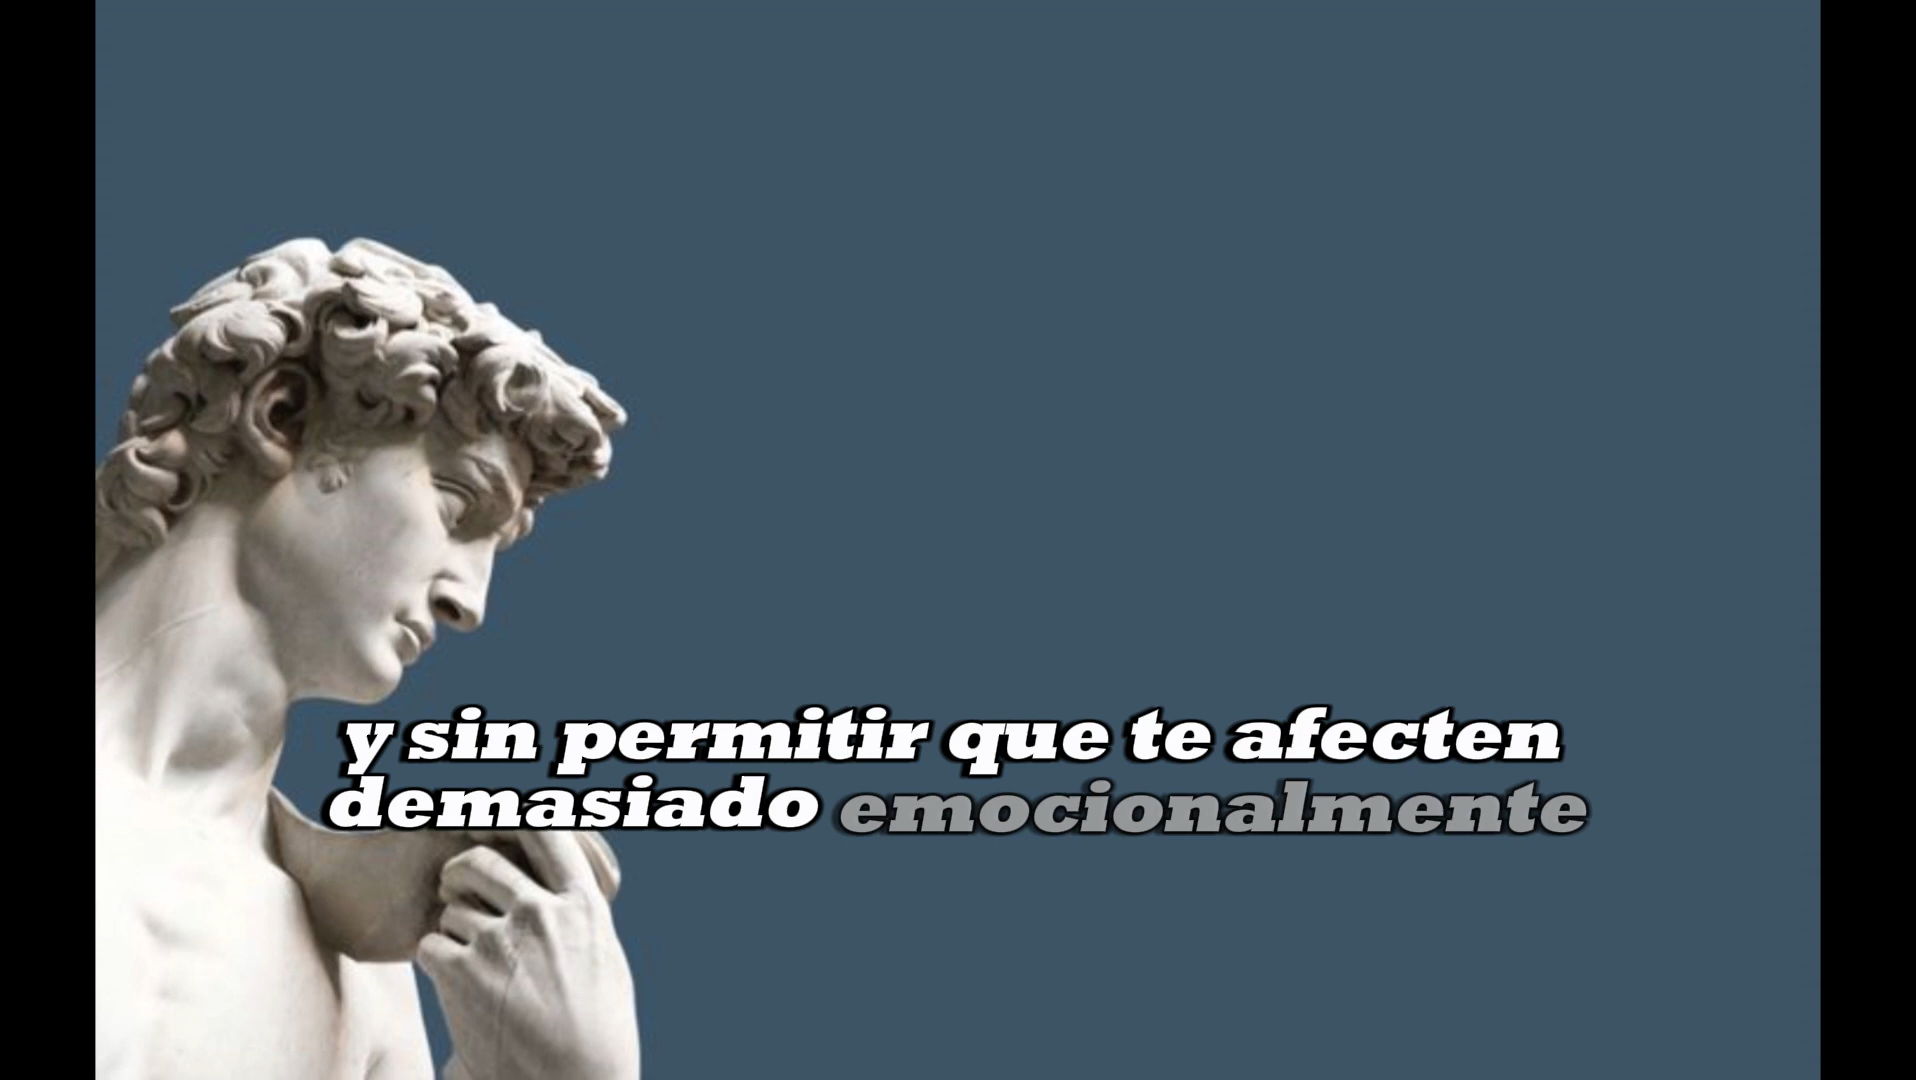 y sin permitir que te afecten
demasiado emocionalmente